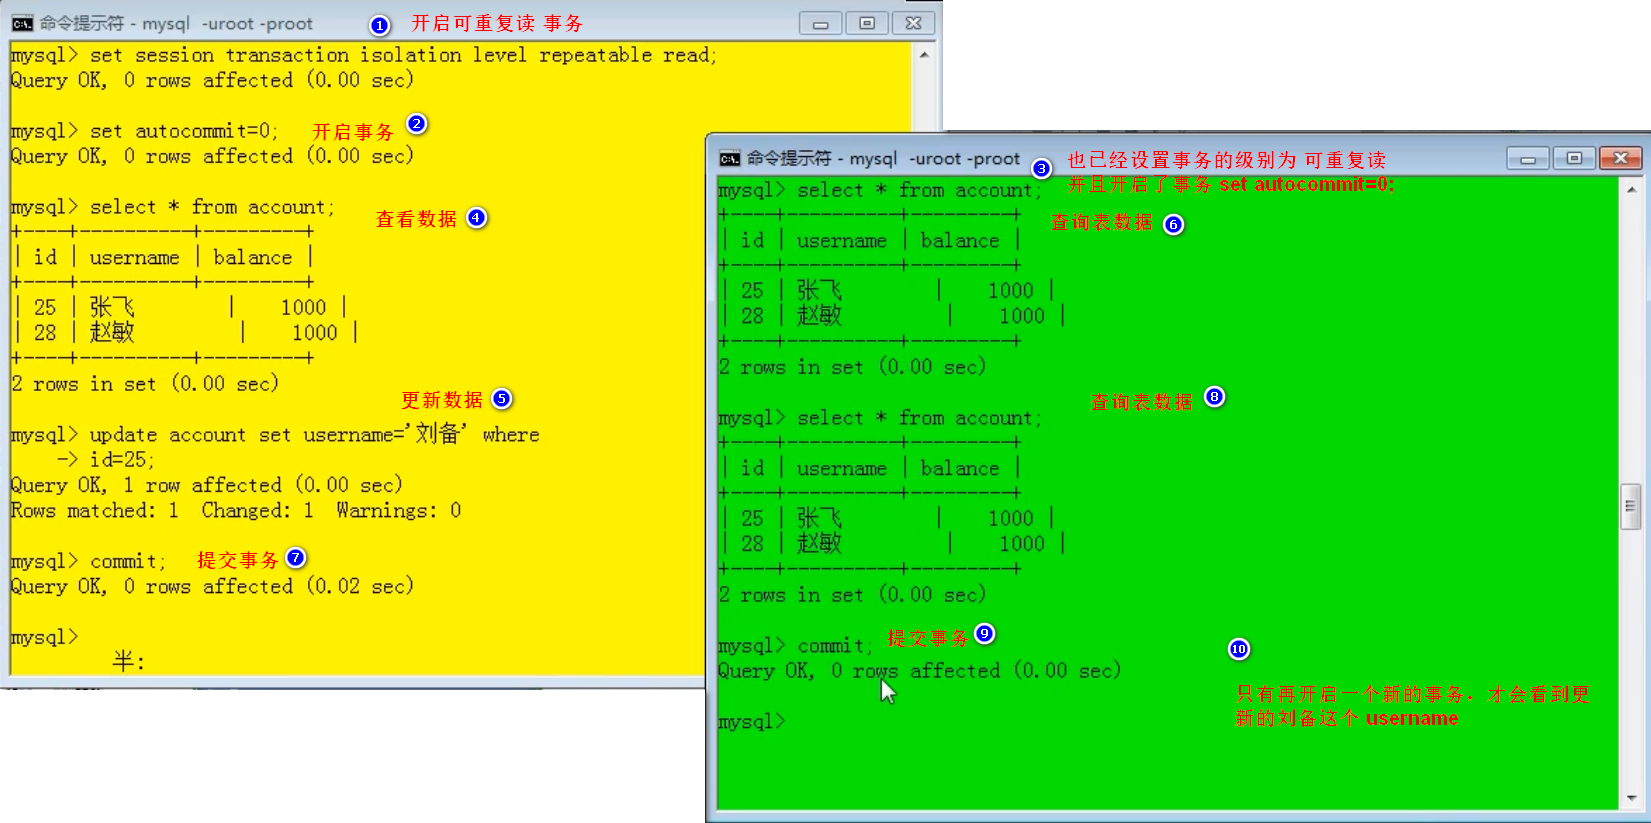 命令提示符 - mysql  -uroot -proot
1 开启可重复读 事务
mysql> set session transaction isolation level repeatable read;
Query OK, 0 rows affected (0.00 sec)
mysql> set autocommit=0; 开启事务 2
Query OK, 0 rows affected (0.00 sec)
mysql> select * from account;
查看数据 4
+----+----------+---------+
| id | username | balance |
+----+----------+---------+
| 25 | 张飞        |    1000 |
| 28 | 赵敏         |    1000 |
+----+----------+---------+
2 rows in set (0.00 sec)
更新数据 5
mysql> update account set username='刘备' where
    -> id=25;
Query OK, 1 row affected (0.00 sec)
Rows matched: 1  Changed: 1  Warnings: 0
mysql> commit; 提交事务 7
Query OK, 0 rows affected (0.02 sec)
mysql>
半:
命令提示符 - mysql  -uroot -proot
3 也已经设置事务的级别为 可重复读
并且开启了事务 set autocommit=0;
mysql> select * from account;
查询表数据 6
+----+----------+---------+
| id | username | balance |
+----+----------+---------+
| 25 | 张飞        |    1000 |
| 28 | 赵敏         |    1000 |
+----+----------+---------+
2 rows in set (0.00 sec)
查询表数据 8
mysql> select * from account;
+----+----------+---------+
| id | username | balance |
+----+----------+---------+
| 25 | 张飞        |    1000 |
| 28 | 赵敏         |    1000 |
+----+----------+---------+
2 rows in set (0.00 sec)
mysql> commit; 提交事务 9
Query OK, 0 rows affected (0.00 sec)
mysql>
10
只有再开启一个新的事务. 才会看到更
新的刘备这个 username